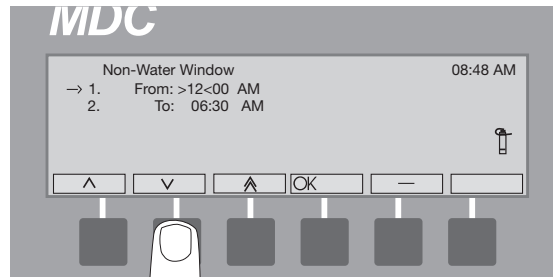 MDC
Non-Water Window 08:48 AM
→ 1. From: >12<00 AM
2. To: 06:30 AM
OK